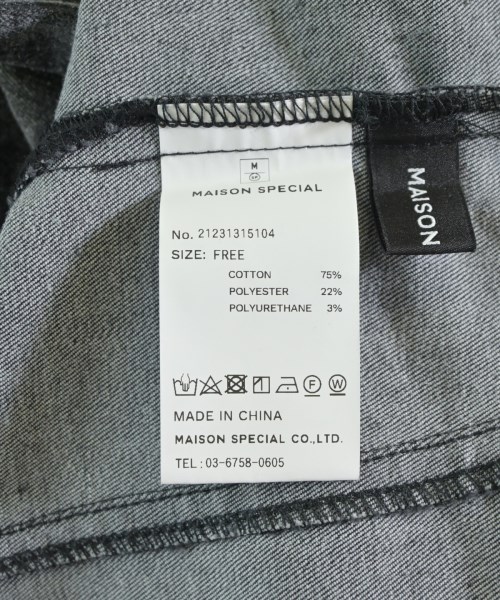 M
SP
MAISON SPECIAL
No. 21231315104
SIZE: FREE
COTTON 75%
POLYESTER 22%
POLYURETHANE 3%
F W
MADE IN CHINA
MAISON SPECIAL CO.,LTD.
TEL: 03-6758-0605
MAISON